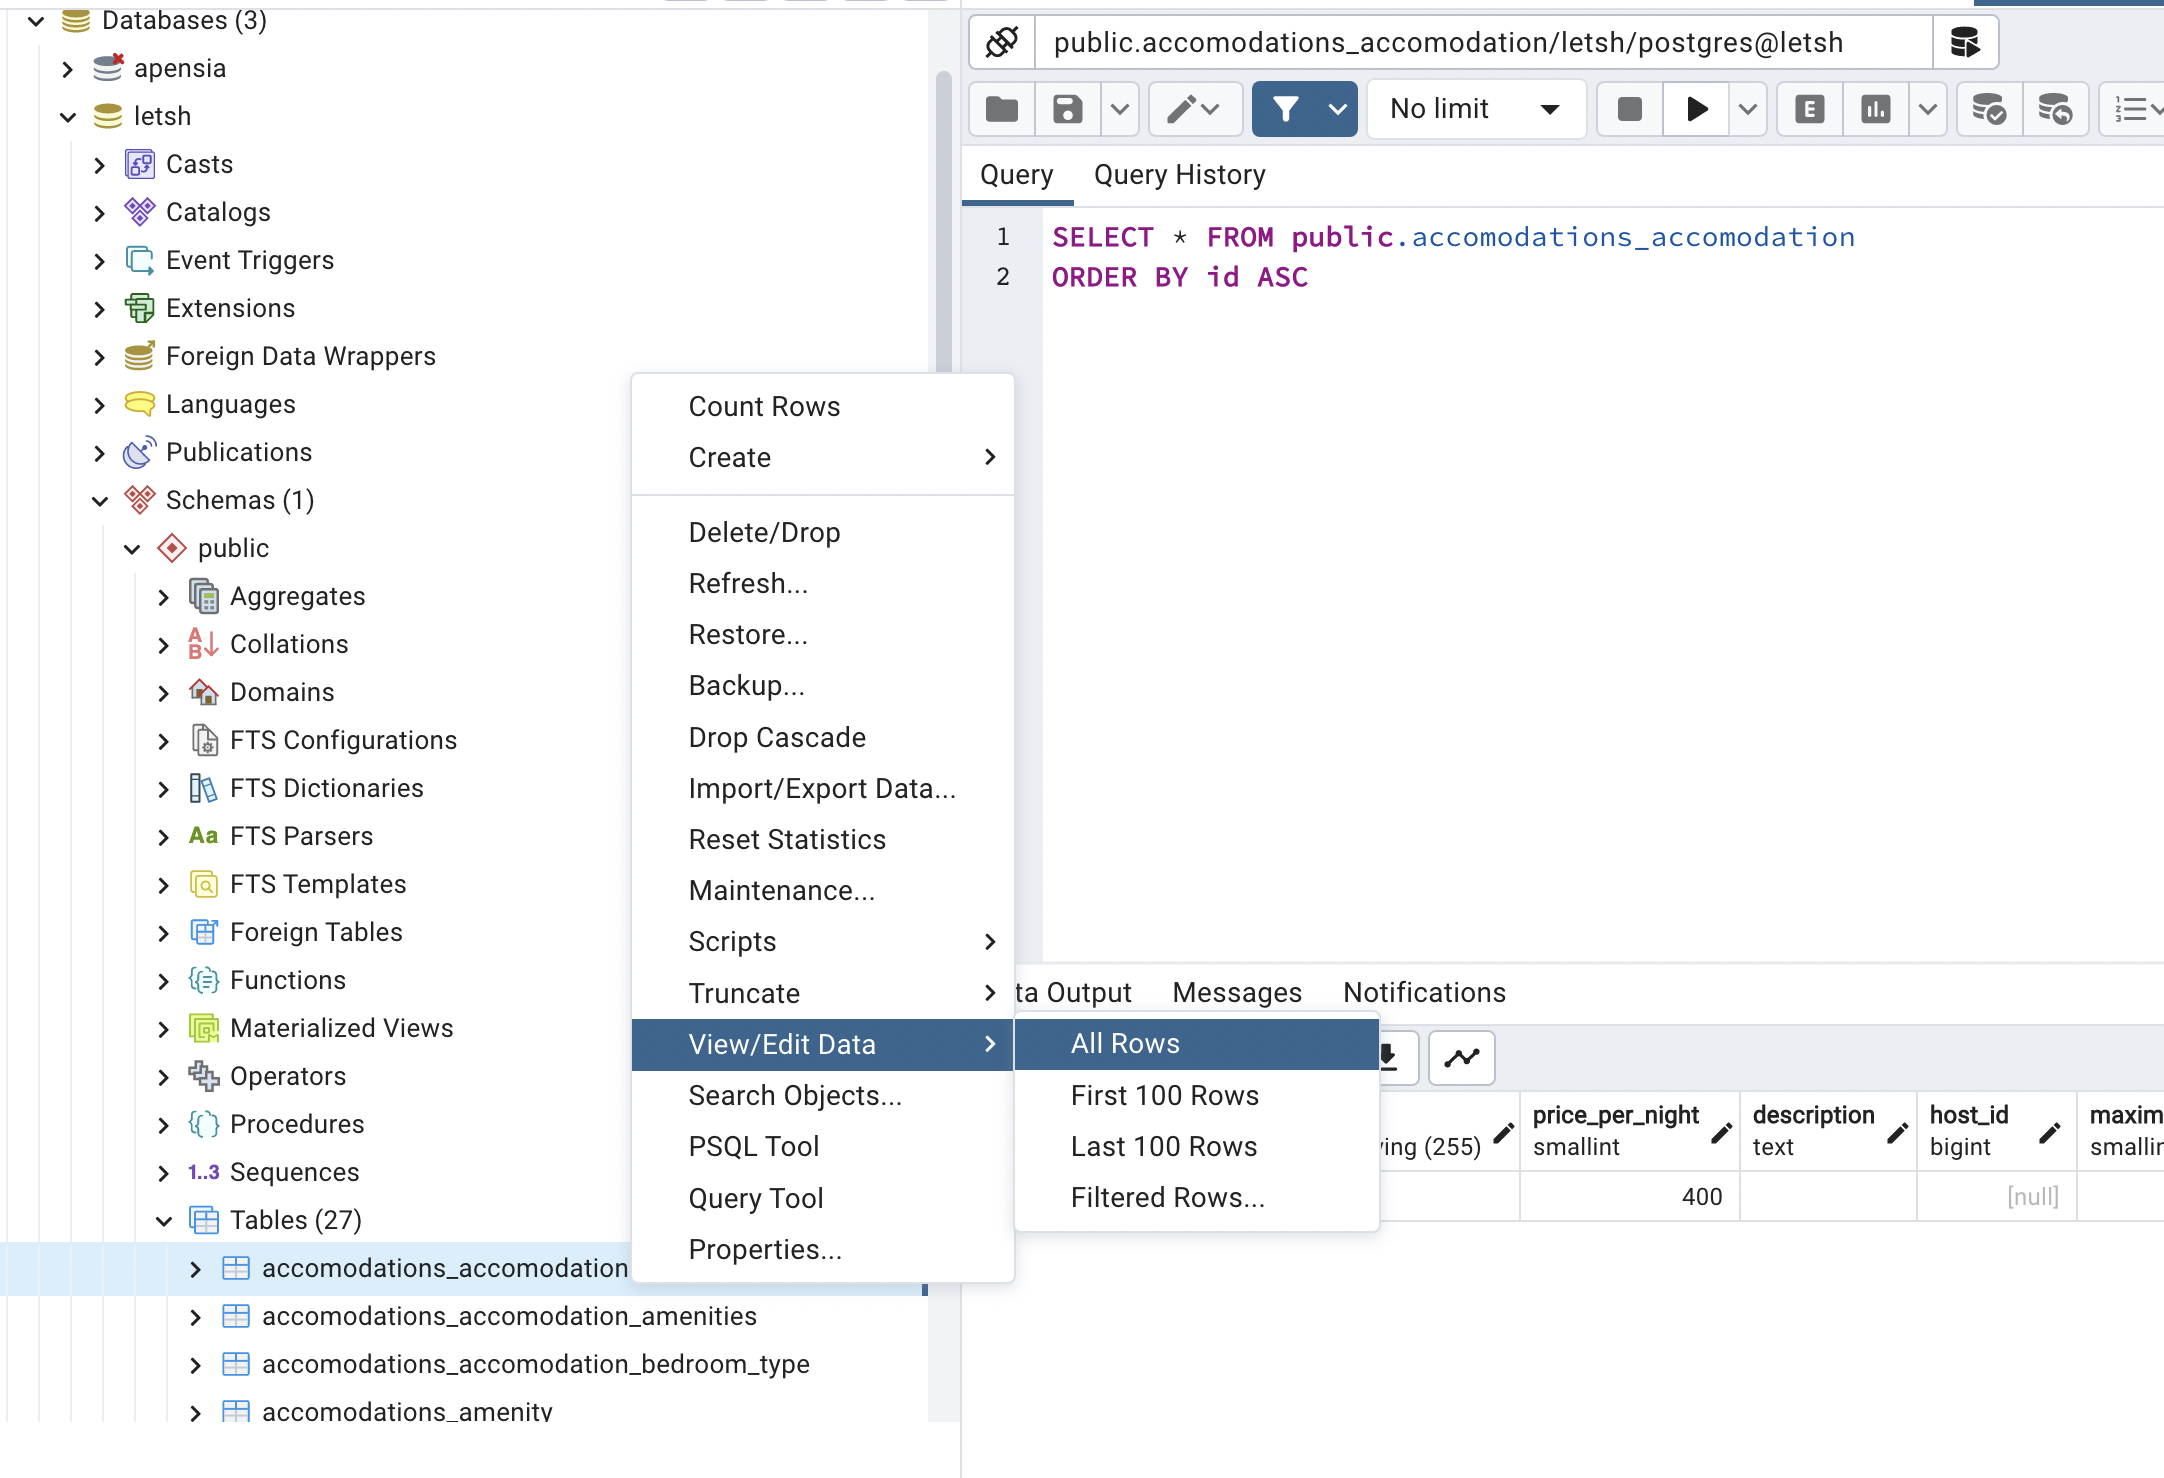 Databases (3)
apensia
letsh
Casts
Catalogs
Event Triggers
Extensions
Foreign Data Wrappers
Languages
Publications
Schemas (1)
public
Aggregates
Collations
Domains
FTS Configurations
FTS Dictionaries
Aa FTS Parsers
FTS Templates
Foreign Tables
Functions
Materialized Views
Operators
Procedures
1..3 Sequences
Tables (27)
accomodations_accomodation
accomodations_accomodation_amenities
accomodations_accomodation_bedroom_type
accomodations_amenity
Count Rows
Create
Delete/Drop
Refresh...
Restore...
Backup...
Drop Cascade
Import/Export Data...
Reset Statistics
Maintenance...
Scripts
Truncate
View/Edit Data
Search Objects...
PSQL Tool
Query Tool
Properties...
All Rows
First 100 Rows
Last 100 Rows
Filtered Rows...
public.accomodations_accomodation/letsh/postgres@letsh
No limit
E
Query Query History
1 SELECT * FROM public.accomodations_accomodation
2 ORDER BY id ASC
ta Output Messages Notifications
price_per_night description host_id maxim
ying (255) smallint text bigint smallin
400 [null]